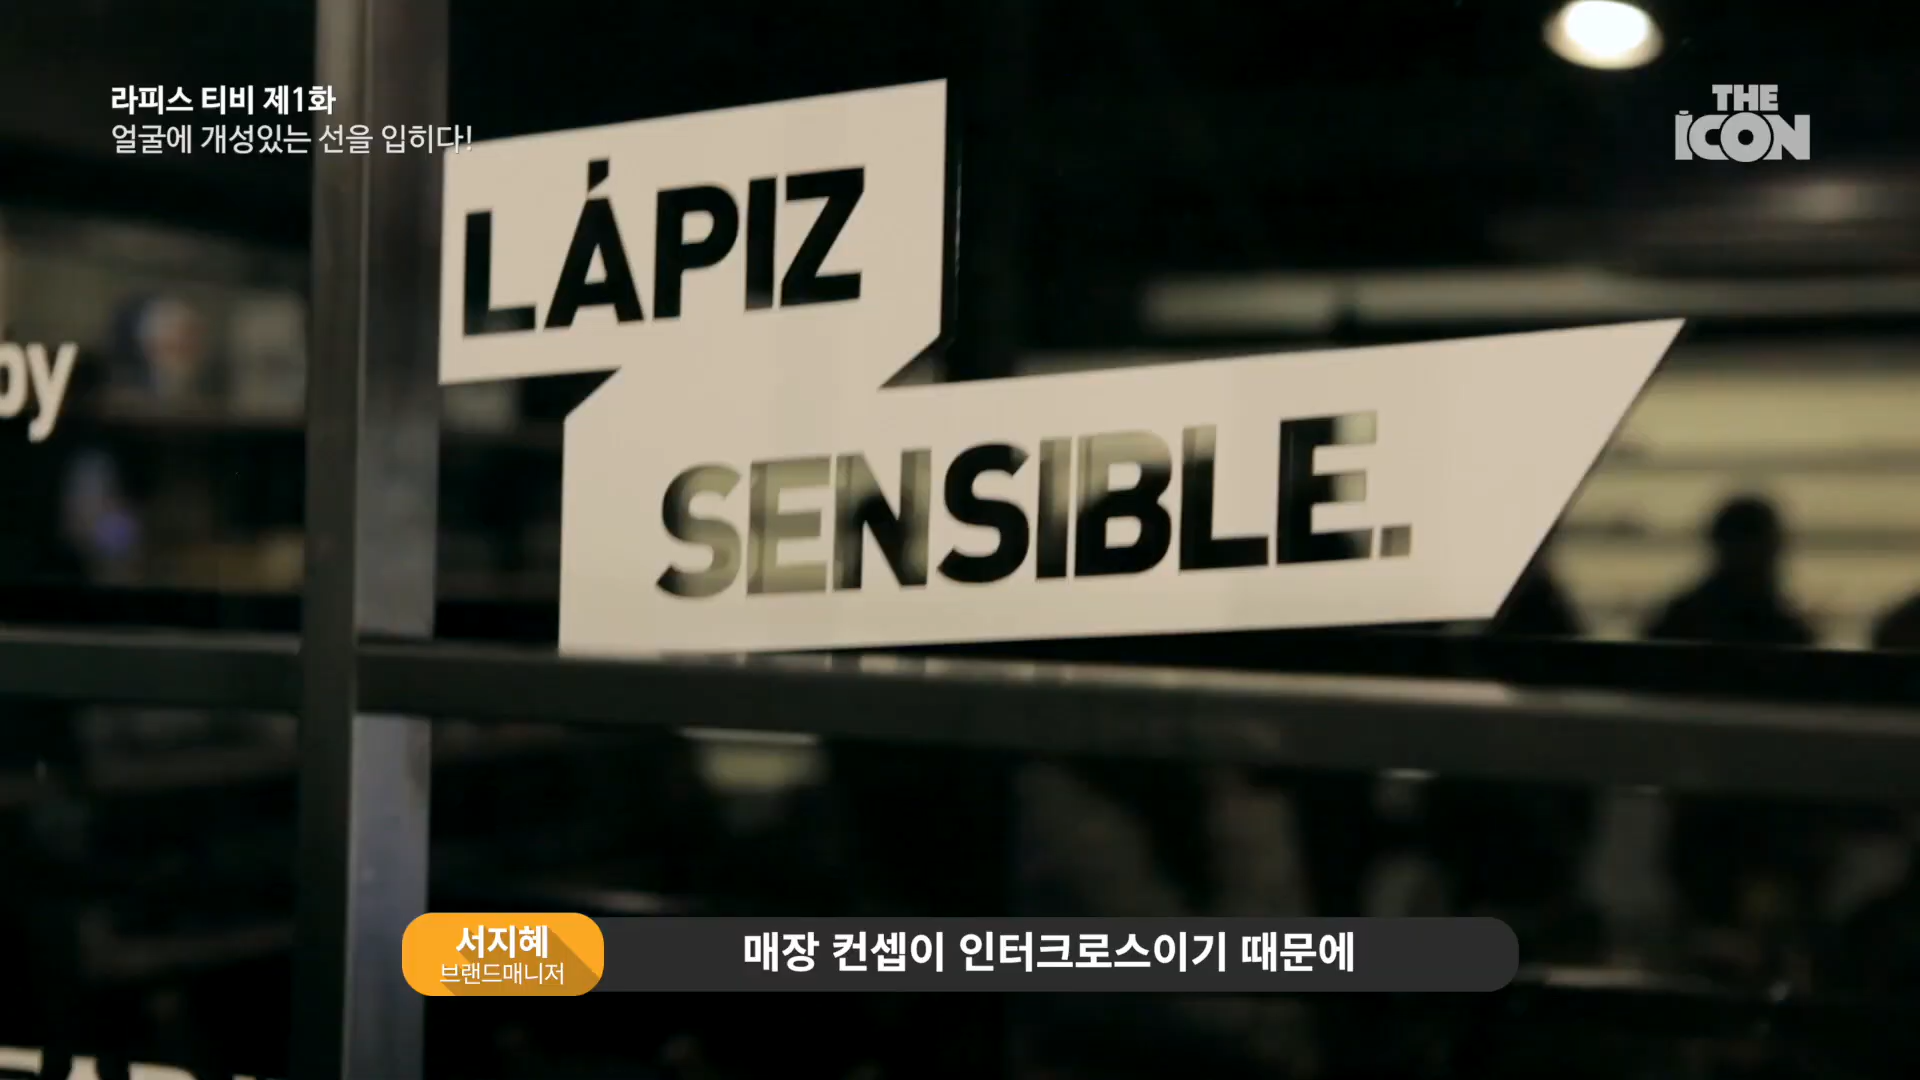 라피스 티비 제1화
얼굴에 개성있는 선을 입히다!
THE
ICON
LÁPIZ
SENSIBLE.
by
서지혜
브랜드매니저
매장 컨셉이 인터크로스이기 때문에